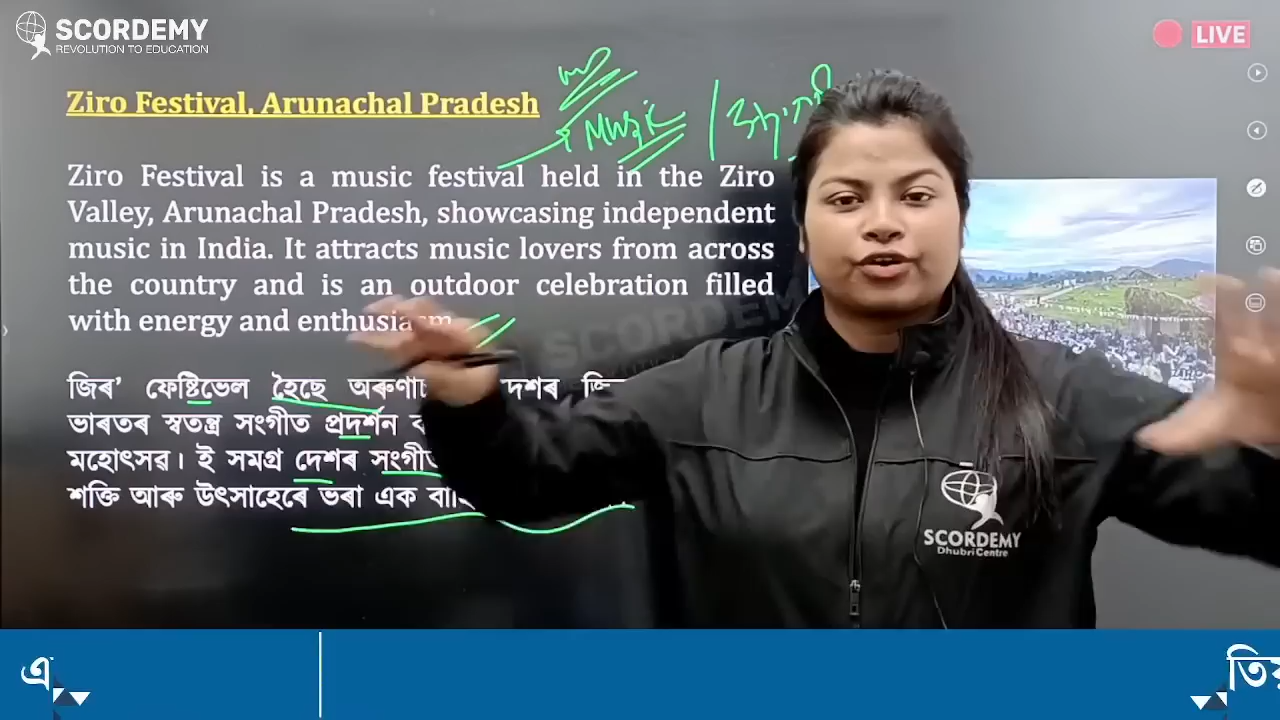 SCORDEMY
REVOLUTION TO EDUCATION
LIVE
Ziro Festival, Arunachal Pradesh
Music
Ziro Festival is a music festival held in the Ziro
Valley, Arunachal Pradesh, showcasing independent
music in India. It attracts music lovers from across
the country and is an outdoor celebration filled
with energy and enthusiasm
SCORDEM
জিৰ’ ফেষ্টিভেল হৈছে
ভাৰতৰ স্বতন্ত্ৰ সংগীত প্ৰদৰ্শন
মহোৎসৱ। ই সমগ্ৰ দেশৰ সংগীত
শক্তি আৰু উৎসাহেৰে ভৰা এক
SCORDEMY
Dhubri Centre